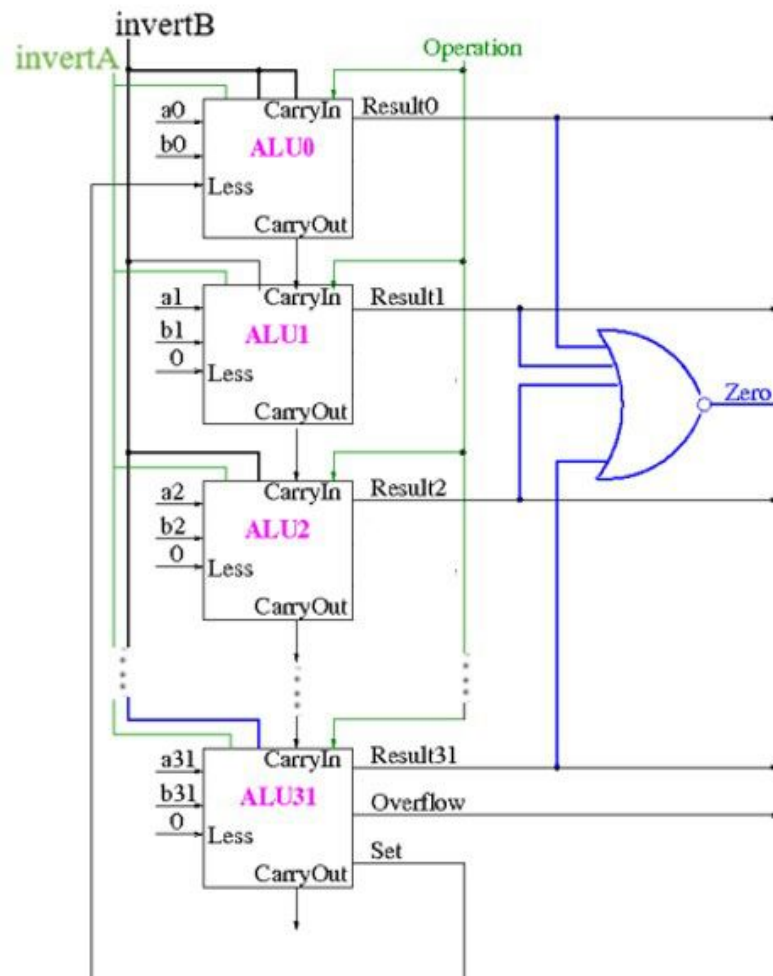 invertB
invertA
Operation
CarryIn
a0
Result0
b0
ALU0
Less
CarryOut
CarryIn
a1
Result1
b1
ALU1
0
Less
CarryOut
Zero
CarryIn
a2
Result2
b2
ALU2
0
Less
CarryOut
CarryIn
a31
Result31
b31
ALU31
Overflow
0
Less
Set
CarryOut